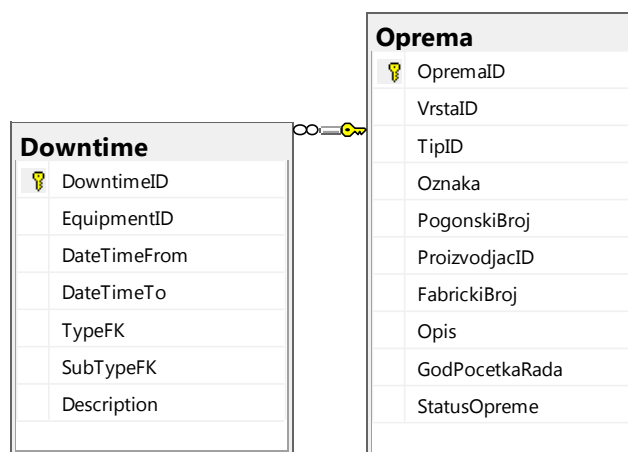 Downtime
DowntimeID
EquipmentID
DateTimeFrom
DateTimeTo
TypeFK
SubTypeFK
Description
Oprema
OpremaID
VrstaID
TipID
Oznaka
PogonskiBroj
ProizvodjacID
FabrickiBroj
Opis
GodPocetkaRada
StatusOpreme